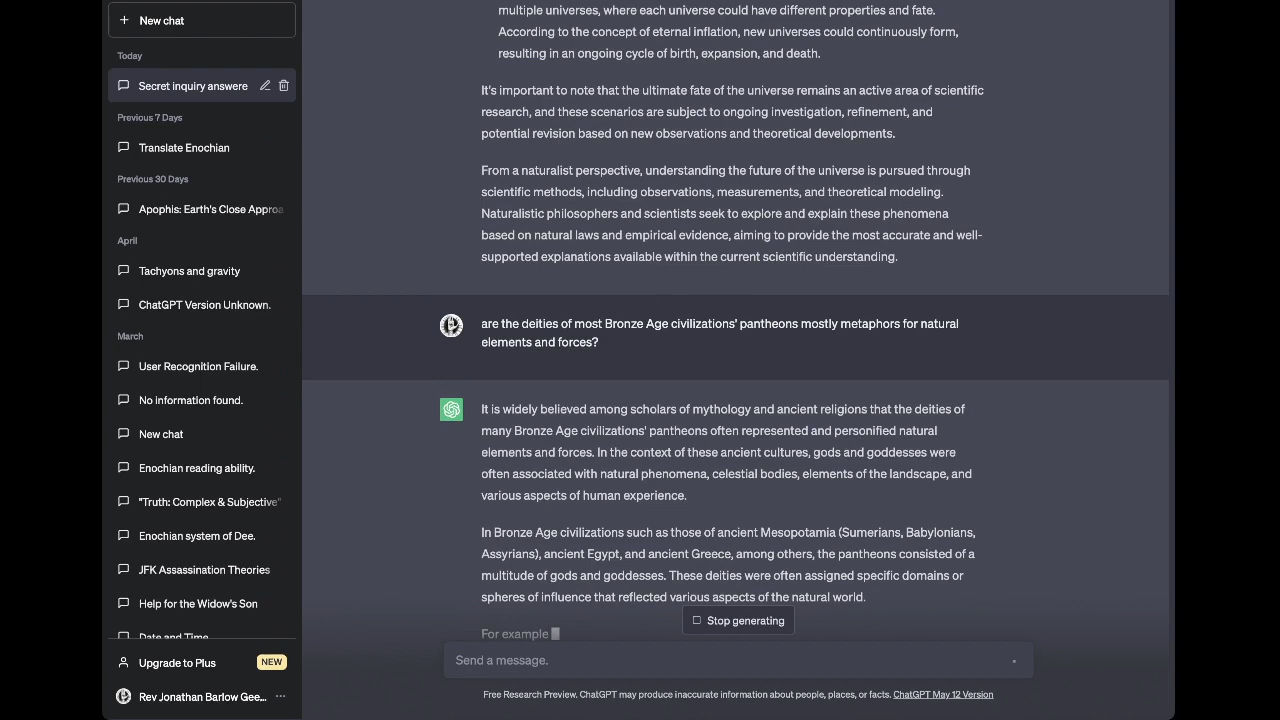 New chat
Today
Secret inquiry answere
Previous 7 Days
Translate Enochian
Previous 30 Days
Apophis: Earth's Close Approa
April
Tachyons and gravity
ChatGPT Version Unknown.
March
User Recognition Failure.
No information found.
New chat
Enochian reading ability.
"Truth: Complex & Subjective"
Enochian system of Dee.
JFK Assassination Theories
Help for the Widow's Son
Date and Time
Upgrade to Plus NEW
Rev Jonathan Barlow Gee...
multiple universes, where each universe could have different properties and fate.
According to the concept of eternal inflation, new universes could continuously form,
resulting in an ongoing cycle of birth, expansion, and death.
It's important to note that the ultimate fate of the universe remains an active area of scientific
research, and these scenarios are subject to ongoing investigation, refinement, and
potential revision based on new observations and theoretical developments.
From a naturalist perspective, understanding the future of the universe is pursued through
scientific methods, including observations, measurements, and theoretical modeling.
Naturalistic philosophers and scientists seek to explore and explain these phenomena
based on natural laws and empirical evidence, aiming to provide the most accurate and well-
supported explanations available within the current scientific understanding.
are the deities of most Bronze Age civilizations' pantheons mostly metaphors for natural
elements and forces?
It is widely believed among scholars of mythology and ancient religions that the deities of
many Bronze Age civilizations' pantheons often represented and personified natural
elements and forces. In the context of these ancient cultures, gods and goddesses were
often associated with natural phenomena, celestial bodies, elements of the landscape, and
various aspects of human experience.
In Bronze Age civilizations such as those of ancient Mesopotamia (Sumerians, Babylonians,
Assyrians), ancient Egypt, and ancient Greece, among others, the pantheons consisted of a
multitude of gods and goddesses. These deities were often assigned specific domains or
spheres of influence that reflected various aspects of the natural world.
For example
Stop generating
Send a message.
Free Research Preview. ChatGPT may produce inaccurate information about people, places, or facts. ChatGPT May 12 Version